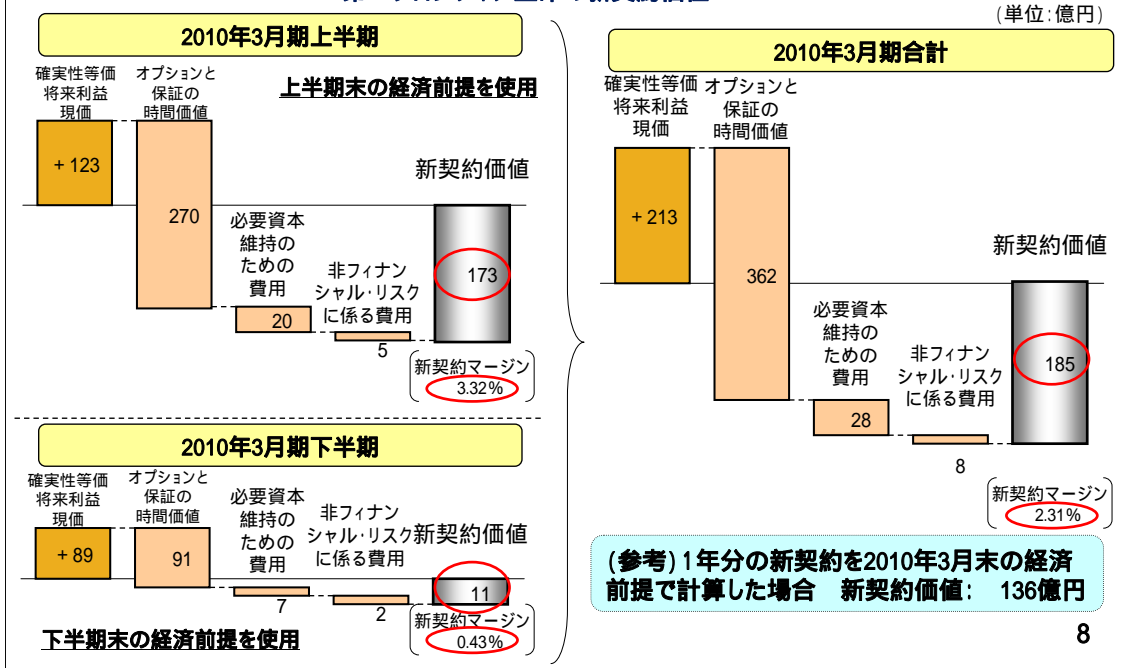 (単位:億円)
2010年3月期上半期
確実性等価
将来利益
現価
オプションと
保証の
時間価値
上半期末の経済前提を使用
+ 123
270
必要資本
維持の
ための
費用
20
非フィナン
シャル・リスク
に係る費用
5
新契約価値
173
新契約マージン
3.32%
2010年3月期下半期
確実性等価
将来利益
現価
オプションと
保証の
時間価値
+ 89
91
必要資本
維持の
ための
費用
7
非フィナン
シャル・リスク
に係る費用
2
新契約価値
11
新契約マージン
0.43%
下半期末の経済前提を使用
2010年3月期合計
確実性等価
将来利益
現価
オプションと
保証の
時間価値
+ 213
362
必要資本
維持の
ための
費用
28
非フィナン
シャル・リスク
に係る費用
8
新契約価値
185
新契約マージン
2.31%
(参考) 1年分の新契約を2010年3月末の経済
前提で計算した場合 新契約価値: 136億円
8